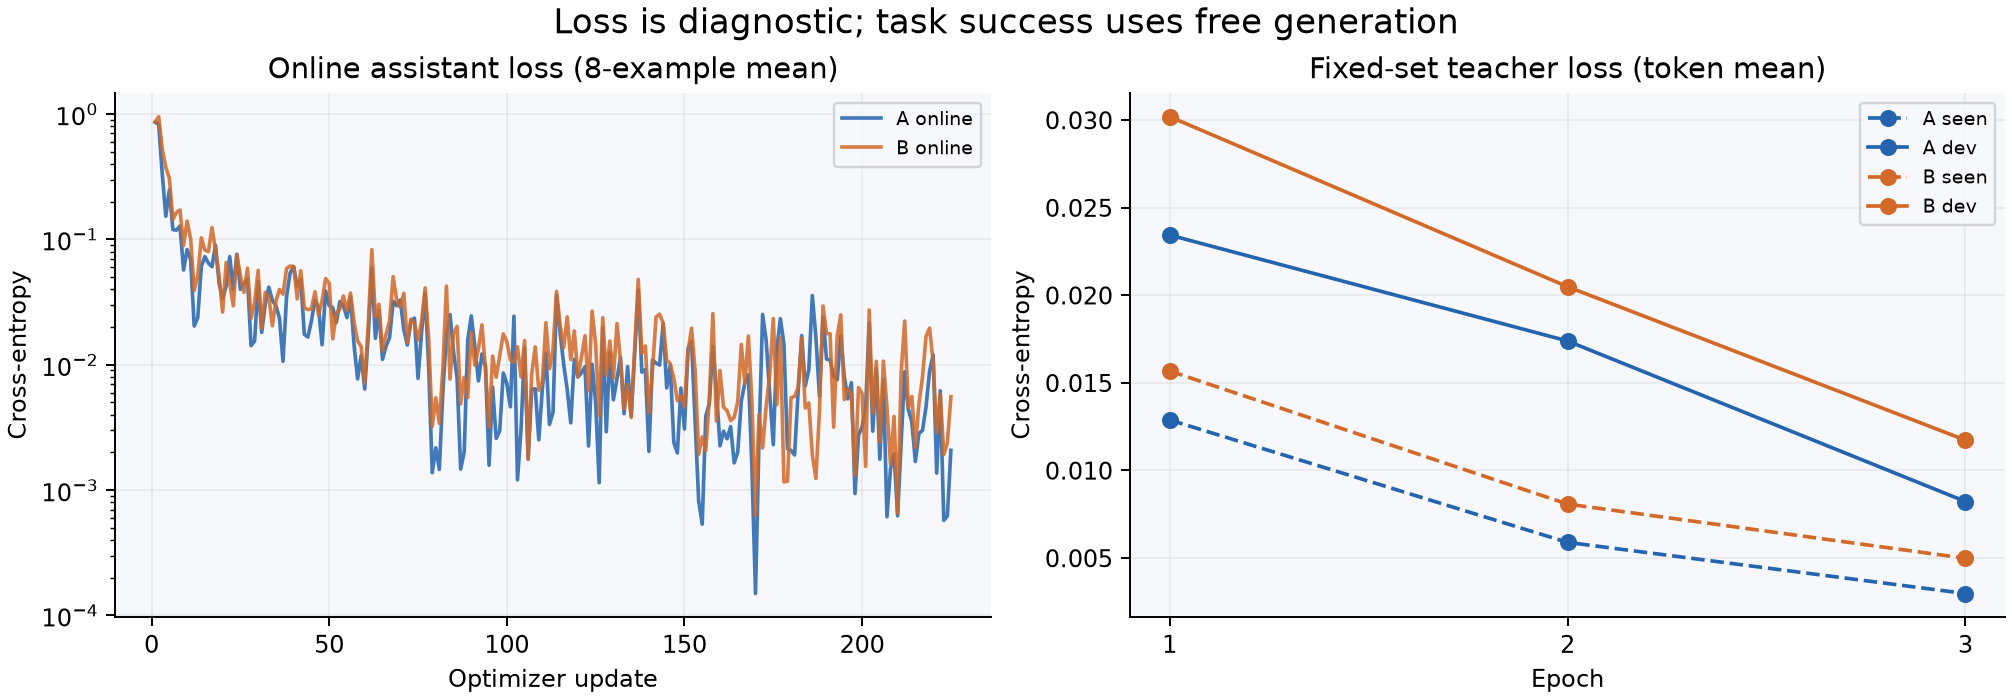 Loss is diagnostic; task success uses free generation
Online assistant loss (8-example mean)
Cross-entropy
10⁰
10⁻¹
10⁻²
10⁻³
10⁻⁴
0
50
100
150
200
Optimizer update
A online
B online
Fixed-set teacher loss (token mean)
Cross-entropy
0.030
0.025
0.020
0.015
0.010
0.005
1
2
3
Epoch
A seen
A dev
B seen
B dev